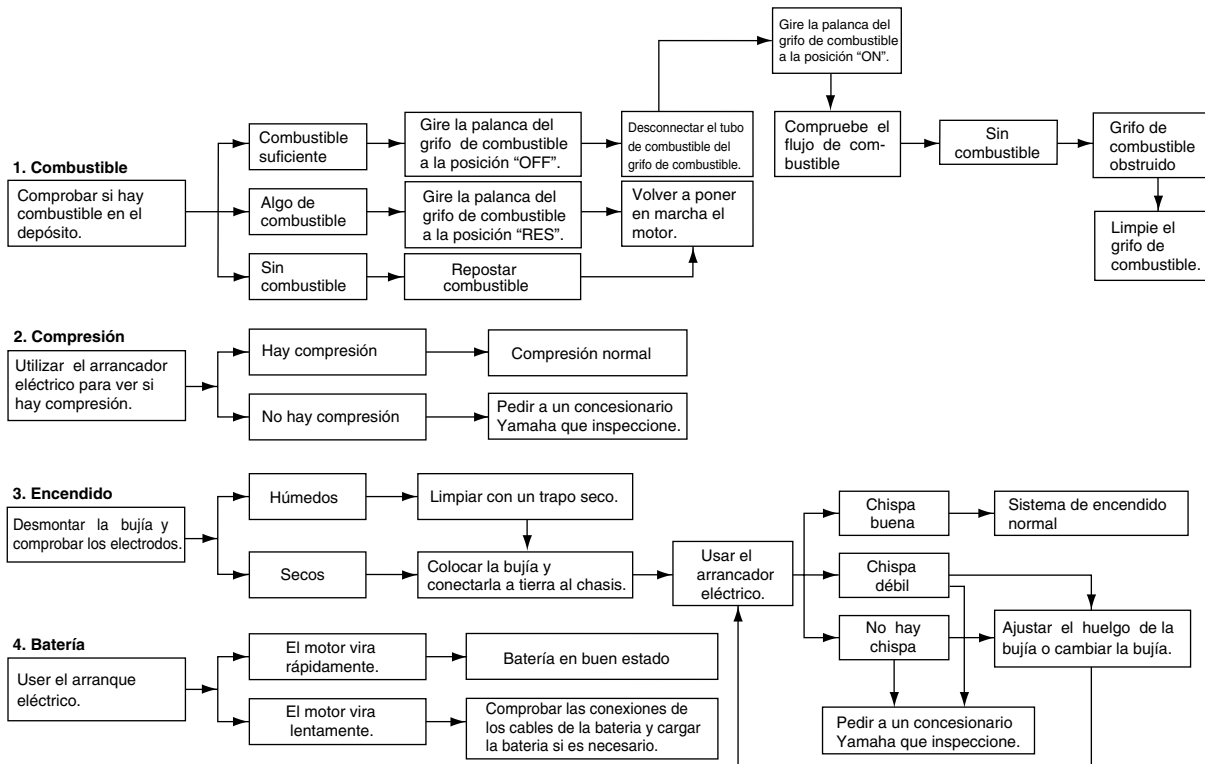 1. Combustible
Comprobar si hay
combustible en el
depósito.
Combustible
suficiente
Gire la palanca del
grifo de combustible
a la posición “OFF”.
Desconnectar el tubo
de combustible del
grifo de combustible.
Gire la palanca del
grifo de combustible
a la posición “ON”.
Compruebe el
flujo de com-
bustible
Sin
combustible
Grifo de
combustible
obstruido
Limpie el
grifo de
combustible.
Algo de
combustible
Gire la palanca del
grifo de combustible
a la posición “RES”.
Volver a poner
en marcha el
motor.
Sin
combustible
Repostar
combustible
2. Compresión
Utilizar el arrancador
eléctrico para ver si
hay compresión.
Hay compresión
Compresión normal
No hay compresión
Pedir a un concesionario
Yamaha que inspeccione.
3. Encendido
Desmontar la bujía y
comprobar los electrodos.
Húmedos
Limpiar con un trapo seco.
Secos
Colocar la bujía y
conectarla a tierra al chasis.
Usar el
arrancador
eléctrico.
Chispa
buena
Sistema de encendido
normal
Chispa
débil
No hay
chispa
Ajustar el huelgo de la
bujía o cambiar la bujía.
Pedir a un concesionario
Yamaha que inspeccione.
4. Batería
User el arranque
eléctrico.
El motor vira
rápidamente.
Batería en buen estado
El motor vira
lentamente.
Comprobar las conexiones de
los cables de la bateria y cargar
la bateria si es necesario.